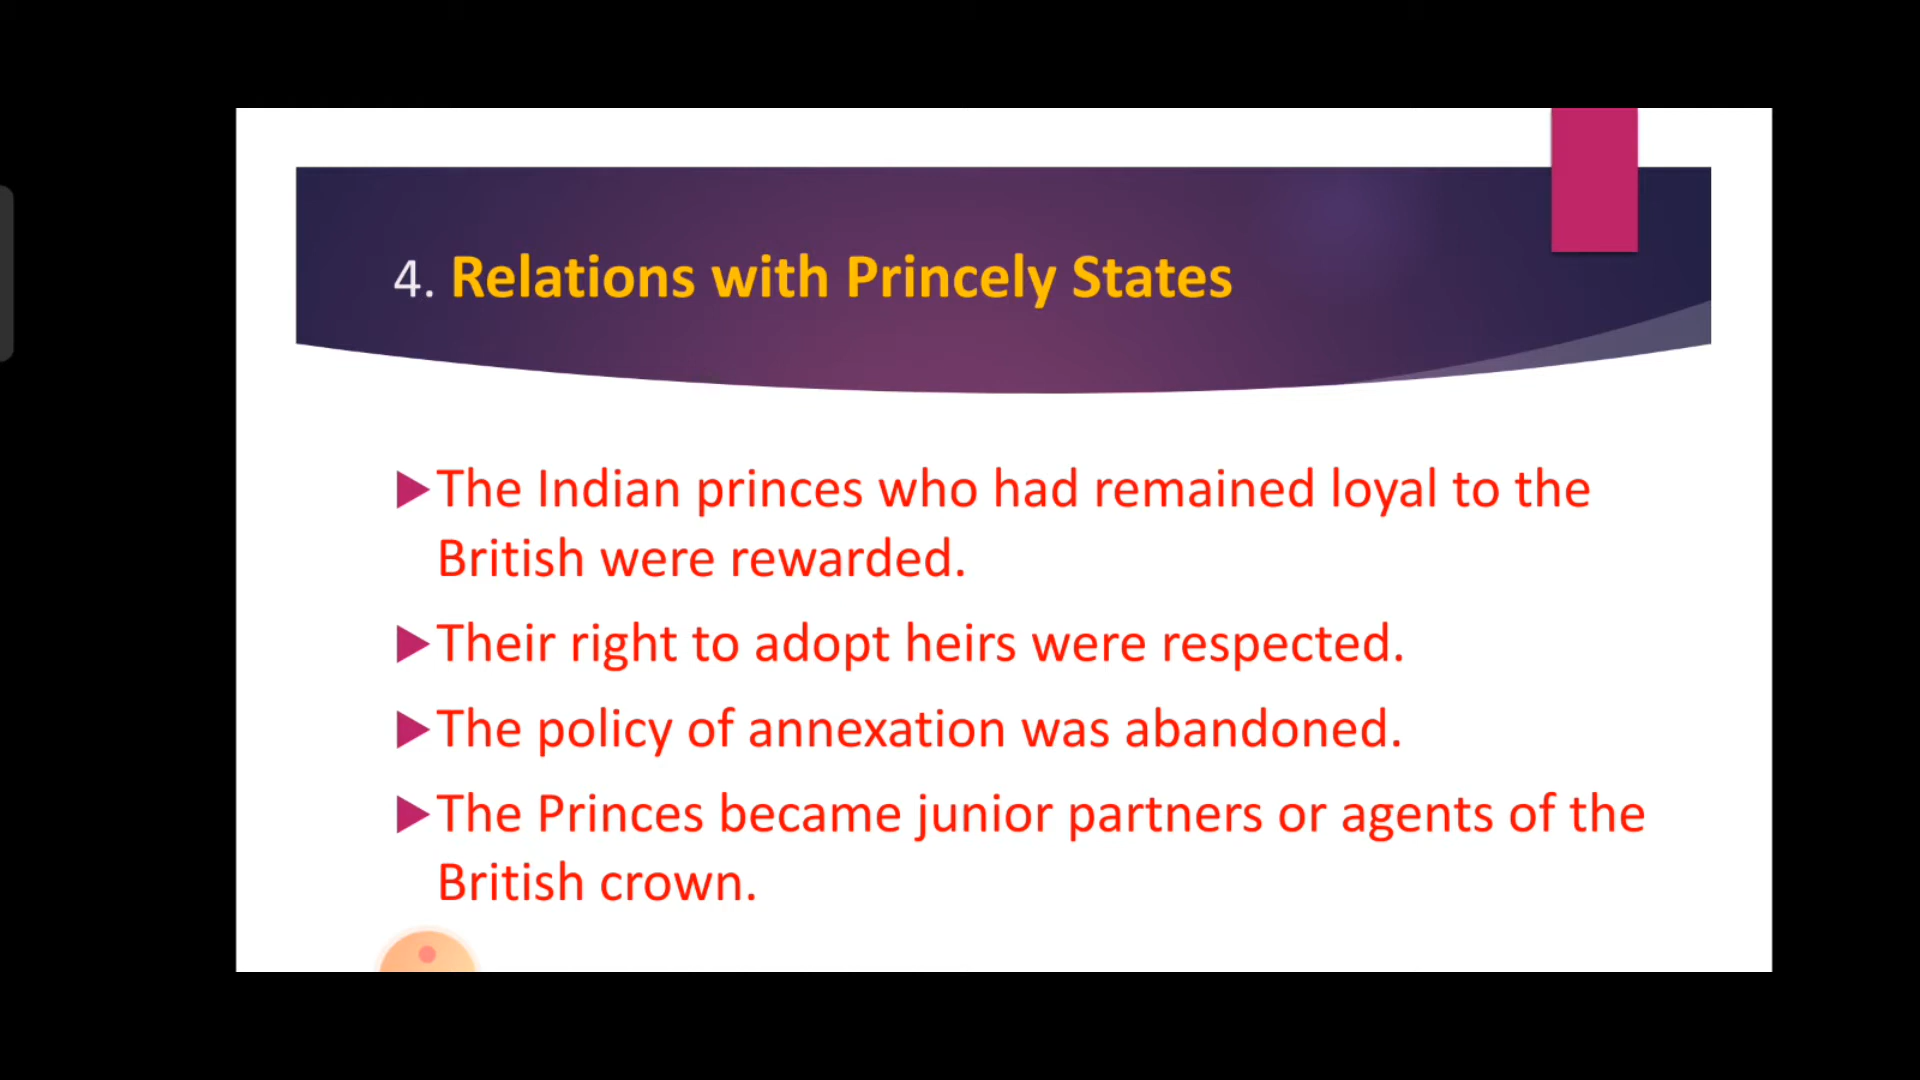 4. Relations with Princely States
The Indian princes who had remained loyal to the
British were rewarded.
Their right to adopt heirs were respected.
The policy of annexation was abandoned.
The Princes became junior partners or agents of the
British crown.